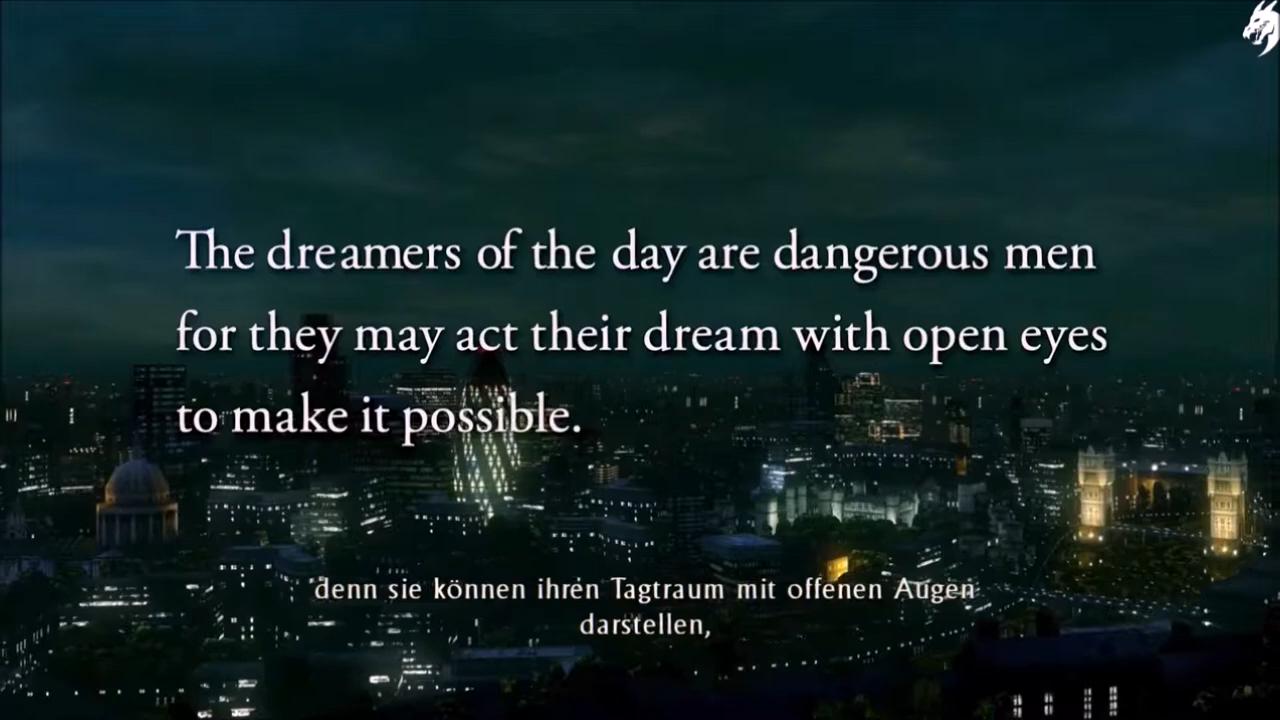 The dreamers of the day are dangerous men
for they may act their dream with open eyes
to make it possible.
denn sie können ihren Tagtraum mit offenen Augen
darstellen,